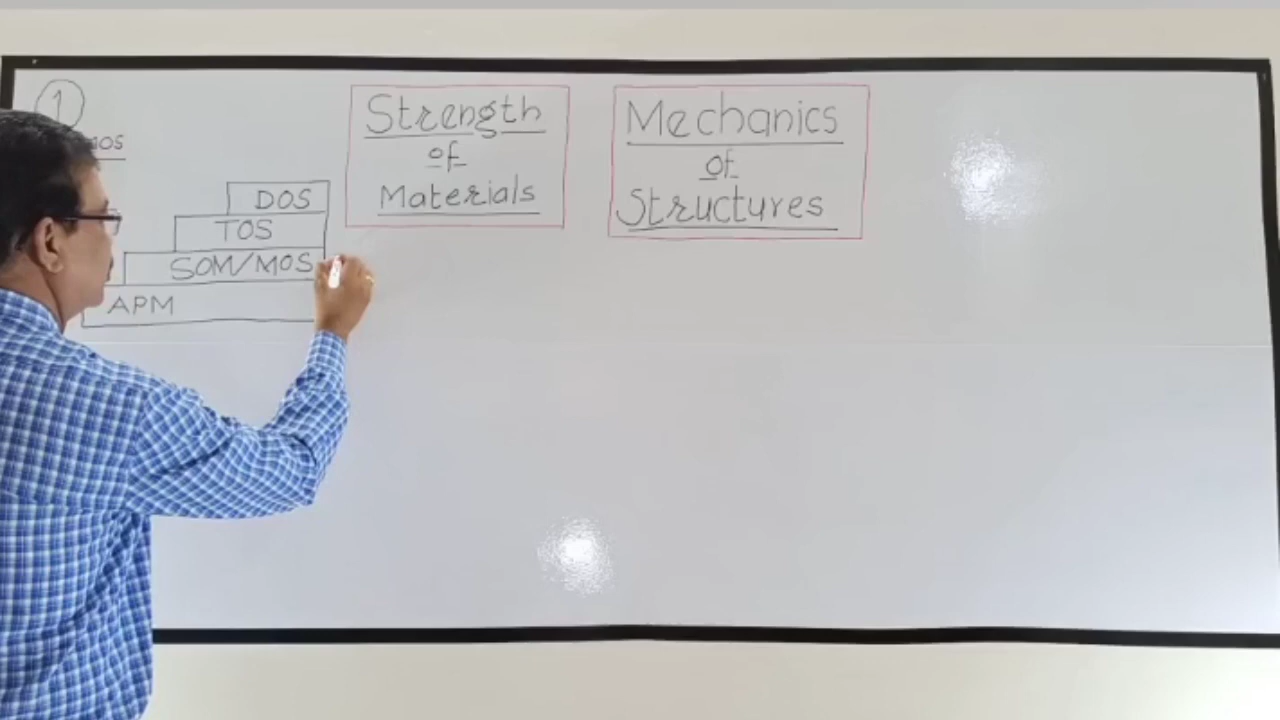 1
Strength
of
Materials
Mechanics
of
Structures
DOS
TOS
SOM/MOS
APM